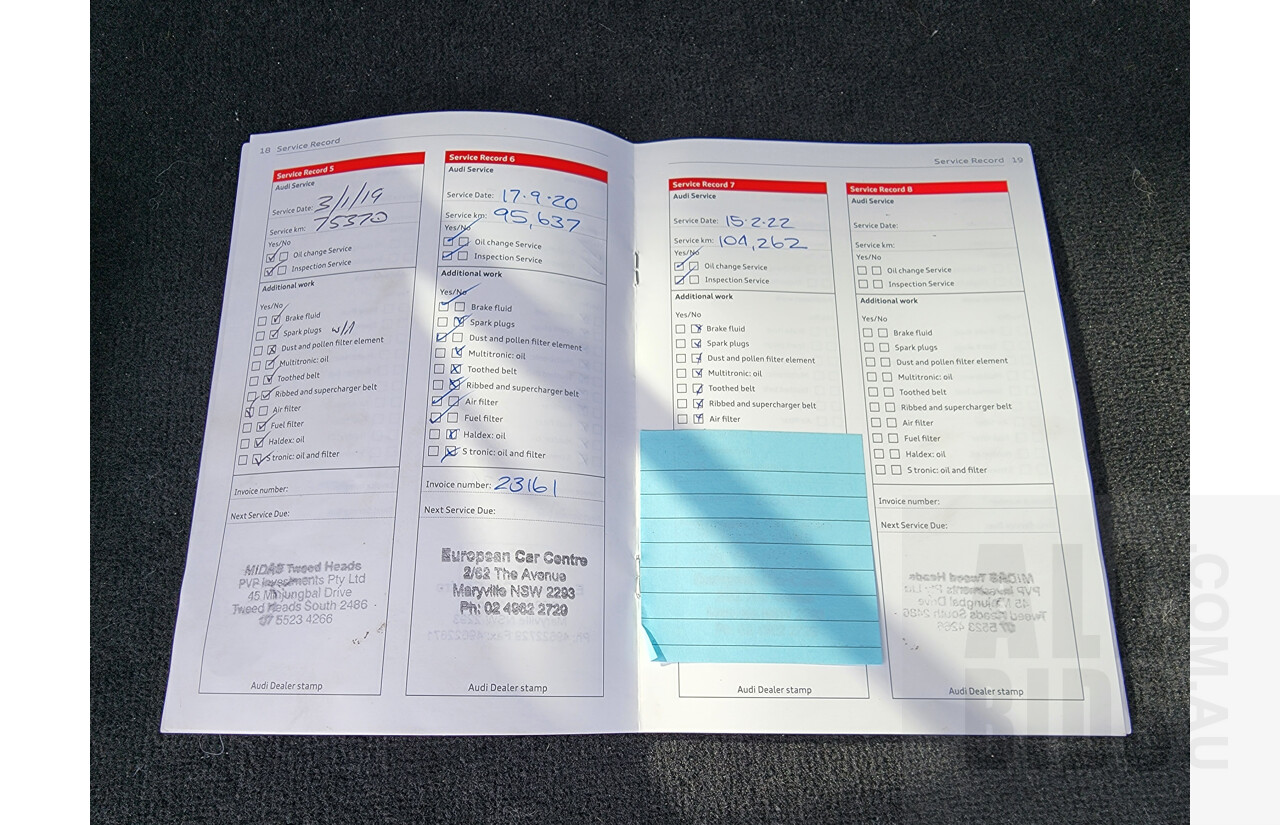 18 Service Record
Service Record 5
Audi Service
Service Date: 3/1/19
Service km: 75370
Yes/No
Oil change Service
Inspection Service
Additional work
Yes/No
Brake fluid
Spark plugs
Dust and pollen filter element
Multitronic: oil
Toothed belt
Ribbed and supercharger belt
Air filter
Fuel filter
Haldex: oil
S tronic: oil and filter
Invoice number:
Next Service Due:
MIDAS Tweed Heads
PVP Investments Pty Ltd
45 Minjungbal Drive
Tweed Heads South 2486
07 5523 4266
Service Record 6
Audi Service
Service Date: 17·9·20
Service km: 95,637
Yes/No
Oil change Service
Inspection Service
Additional work
Yes/No
Brake fluid
Spark plugs
Dust and pollen filter element
Multitronic: oil
Toothed belt
Ribbed and supercharger belt
Air filter
Fuel filter
Haldex: oil
S tronic: oil and filter
Invoice number: 23161
Next Service Due:
European Car Centre
2/62 The Avenue
Maryville NSW 2293
Ph: 02 4962 2729
Audi Dealer stamp
Audi Dealer stamp
Service Record 19
Service Record 7
Audi Service
Service Date: 15·2·22
Service km: 104,262
Yes/No
Oil change Service
Inspection Service
Additional work
Yes/No
Brake fluid
Spark plugs
Dust and pollen filter element
Multitronic: oil
Toothed belt
Ribbed and supercharger belt
Air filter
Audi Dealer stamp
Service Record 8
Audi Service
Service Date:
Service km:
Yes/No
Oil change Service
Inspection Service
Additional work
Yes/No
Brake fluid
Spark plugs
Dust and pollen filter element
Multitronic: oil
Toothed belt
Ribbed and supercharger belt
Air filter
Fuel filter
Haldex: oil
S tronic: oil and filter
Invoice number:
Next Service Due:
Audi Dealer stamp
ALL
BIDS
.COM.AU